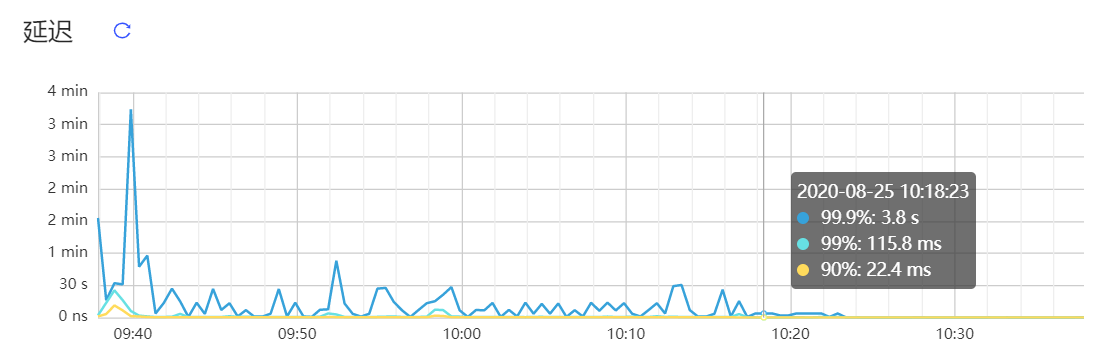 延迟
4 min
3 min
3 min
2 min
2 min
1 min
30 s
0 ns
2020-08-25 10:18:23
99.9%: 3.8 s
99%: 115.8 ms
90%: 22.4 ms
09:40
09:50
10:00
10:10
10:20
10:30